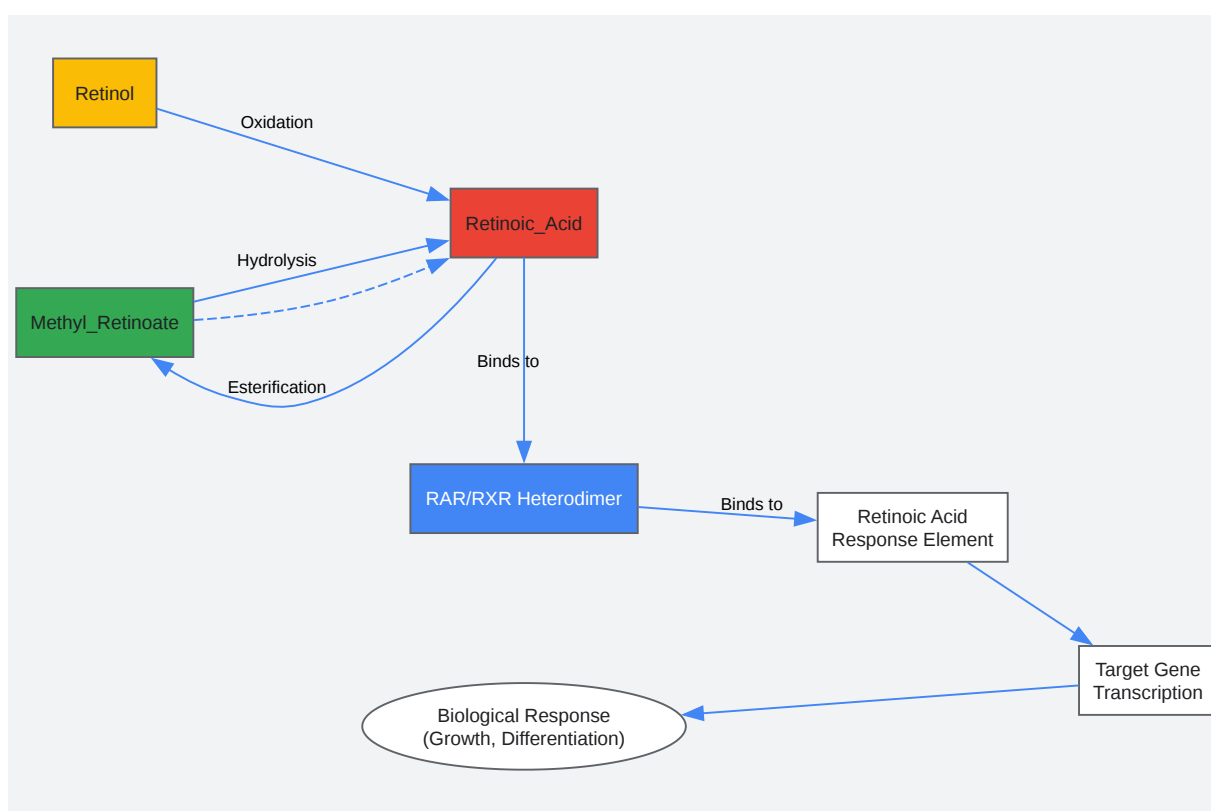 Retinol
Oxidation
Retinoic_Acid
Hydrolysis
Methyl_Retinoate
Esterification
Binds to
RAR/RXR Heterodimer
Binds to
Retinoic Acid
Response Element
Target Gene
Transcription
Biological Response
(Growth, Differentiation)